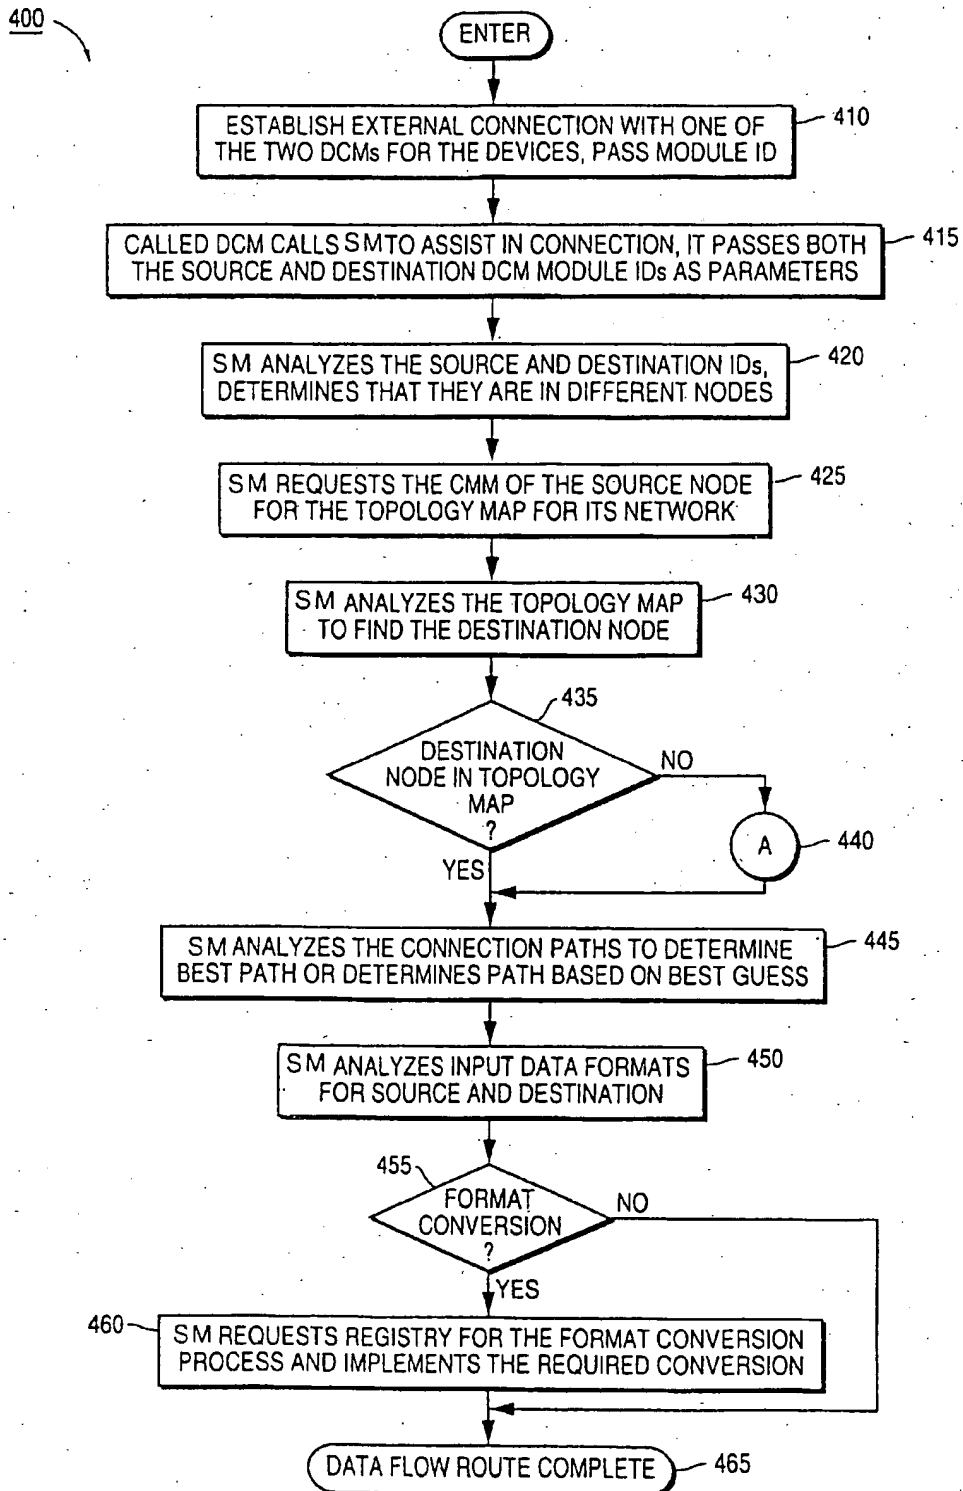 400
ENTER
ESTABLISH EXTERNAL CONNECTION WITH ONE OF
THE TWO DCMs FOR THE DEVICES, PASS MODULE ID
410
CALLED DCM CALLS SM TO ASSIST IN CONNECTION, IT PASSES BOTH
THE SOURCE AND DESTINATION DCM MODULE IDs AS PARAMETERS
415
SM ANALYZES THE SOURCE AND DESTINATION IDs,
DETERMINES THAT THEY ARE IN DIFFERENT NODES
420
SM REQUESTS THE CMM OF THE SOURCE NODE
FOR THE TOPOLOGY MAP FOR ITS NETWORK
425
SM ANALYZES THE TOPOLOGY MAP
TO FIND THE DESTINATION NODE
430
435
DESTINATION
NODE IN TOPOLOGY
MAP
?
NO
A
440
YES
SM ANALYZES THE CONNECTION PATHS TO DETERMINE
BEST PATH OR DETERMINES PATH BASED ON BEST GUESS
445
SM ANALYZES INPUT DATA FORMATS
FOR SOURCE AND DESTINATION
450
455
FORMAT
CONVERSION
?
NO
YES
460
SM REQUESTS REGISTRY FOR THE FORMAT CONVERSION
PROCESS AND IMPLEMENTS THE REQUIRED CONVERSION
DATA FLOW ROUTE COMPLETE
465